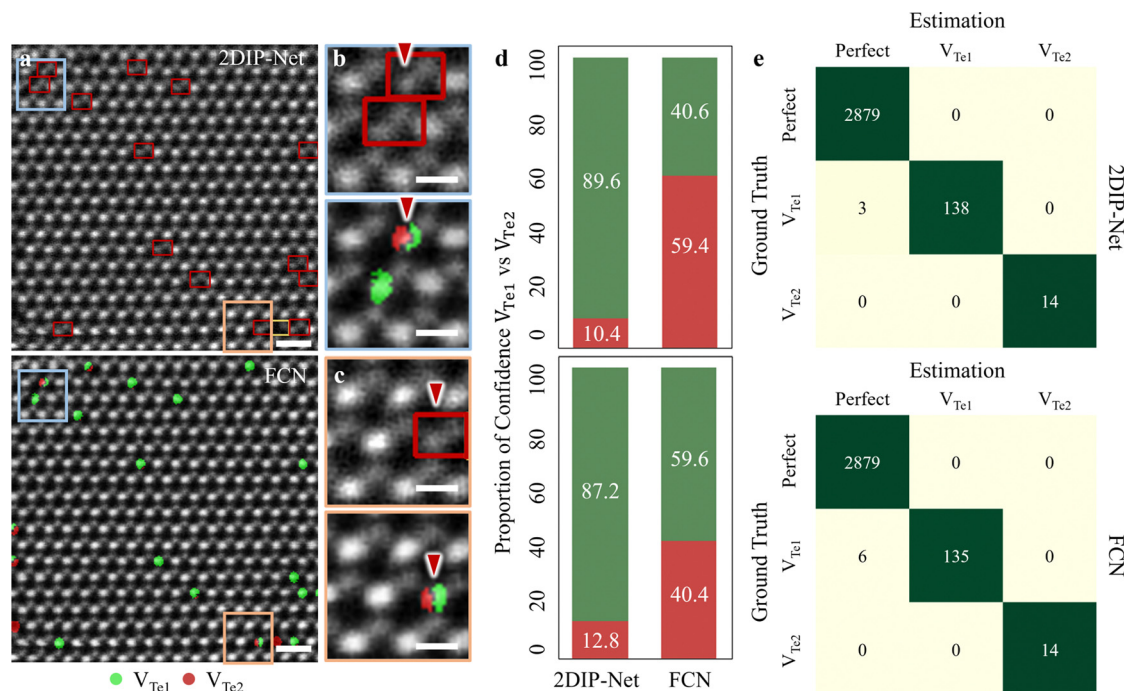 a
2DIP-Net
FCN
V_Te1
V_Te2
b
c
d
Proportion of Confidence V_Te1 vs V_Te2
100
80
60
40
20
0
89.6
10.4
40.6
59.4
100
80
60
40
20
0
87.2
12.8
59.6
40.4
2DIP-Net
FCN
e
Estimation
Perfect V_Te1 V_Te2
Ground Truth
Perfect 2879 0 0
V_Te1 3 138 0
V_Te2 0 0 14
2DIP-Net
Estimation
Perfect V_Te1 V_Te2
Ground Truth
Perfect 2879 0 0
V_Te1 6 135 0
V_Te2 0 0 14
FCN